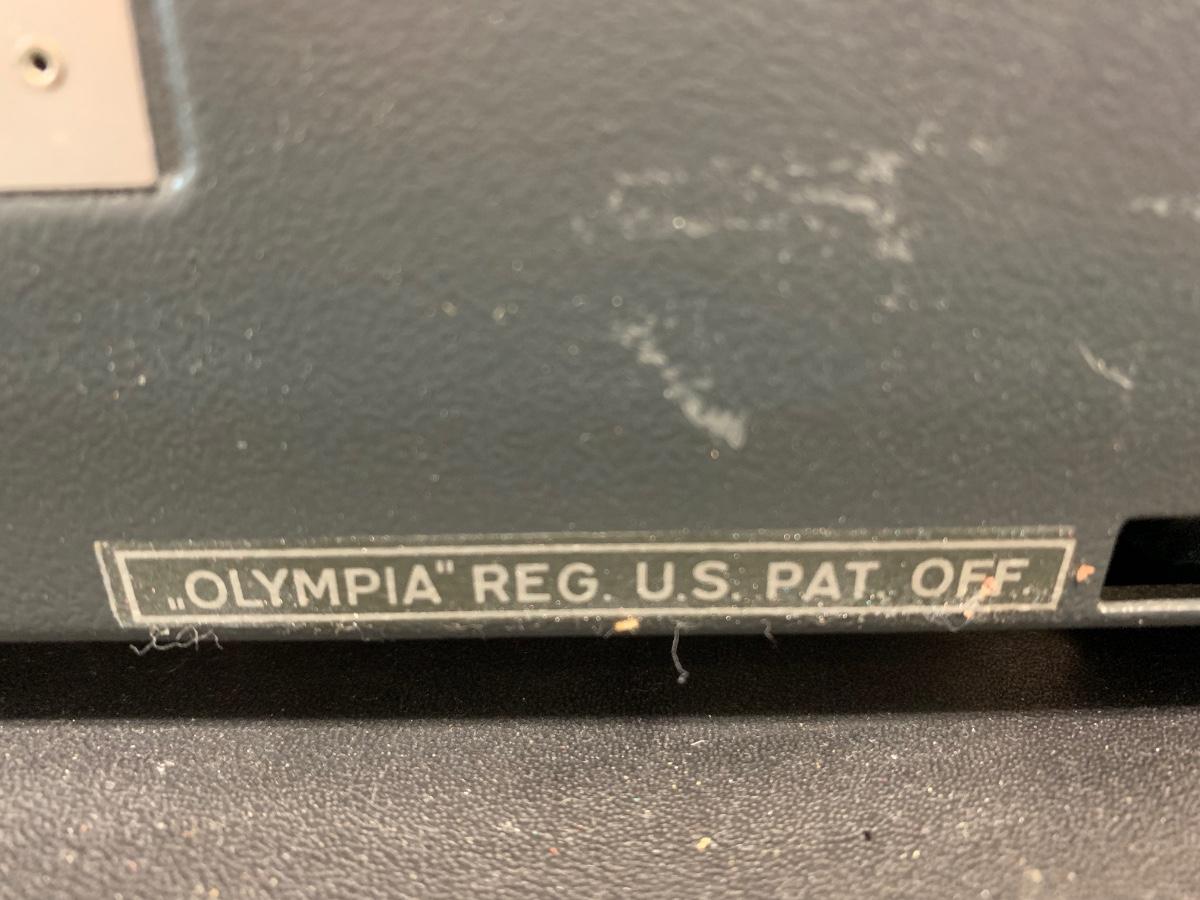 „OLYMPIA" REG. U.S. PAT. OFF.